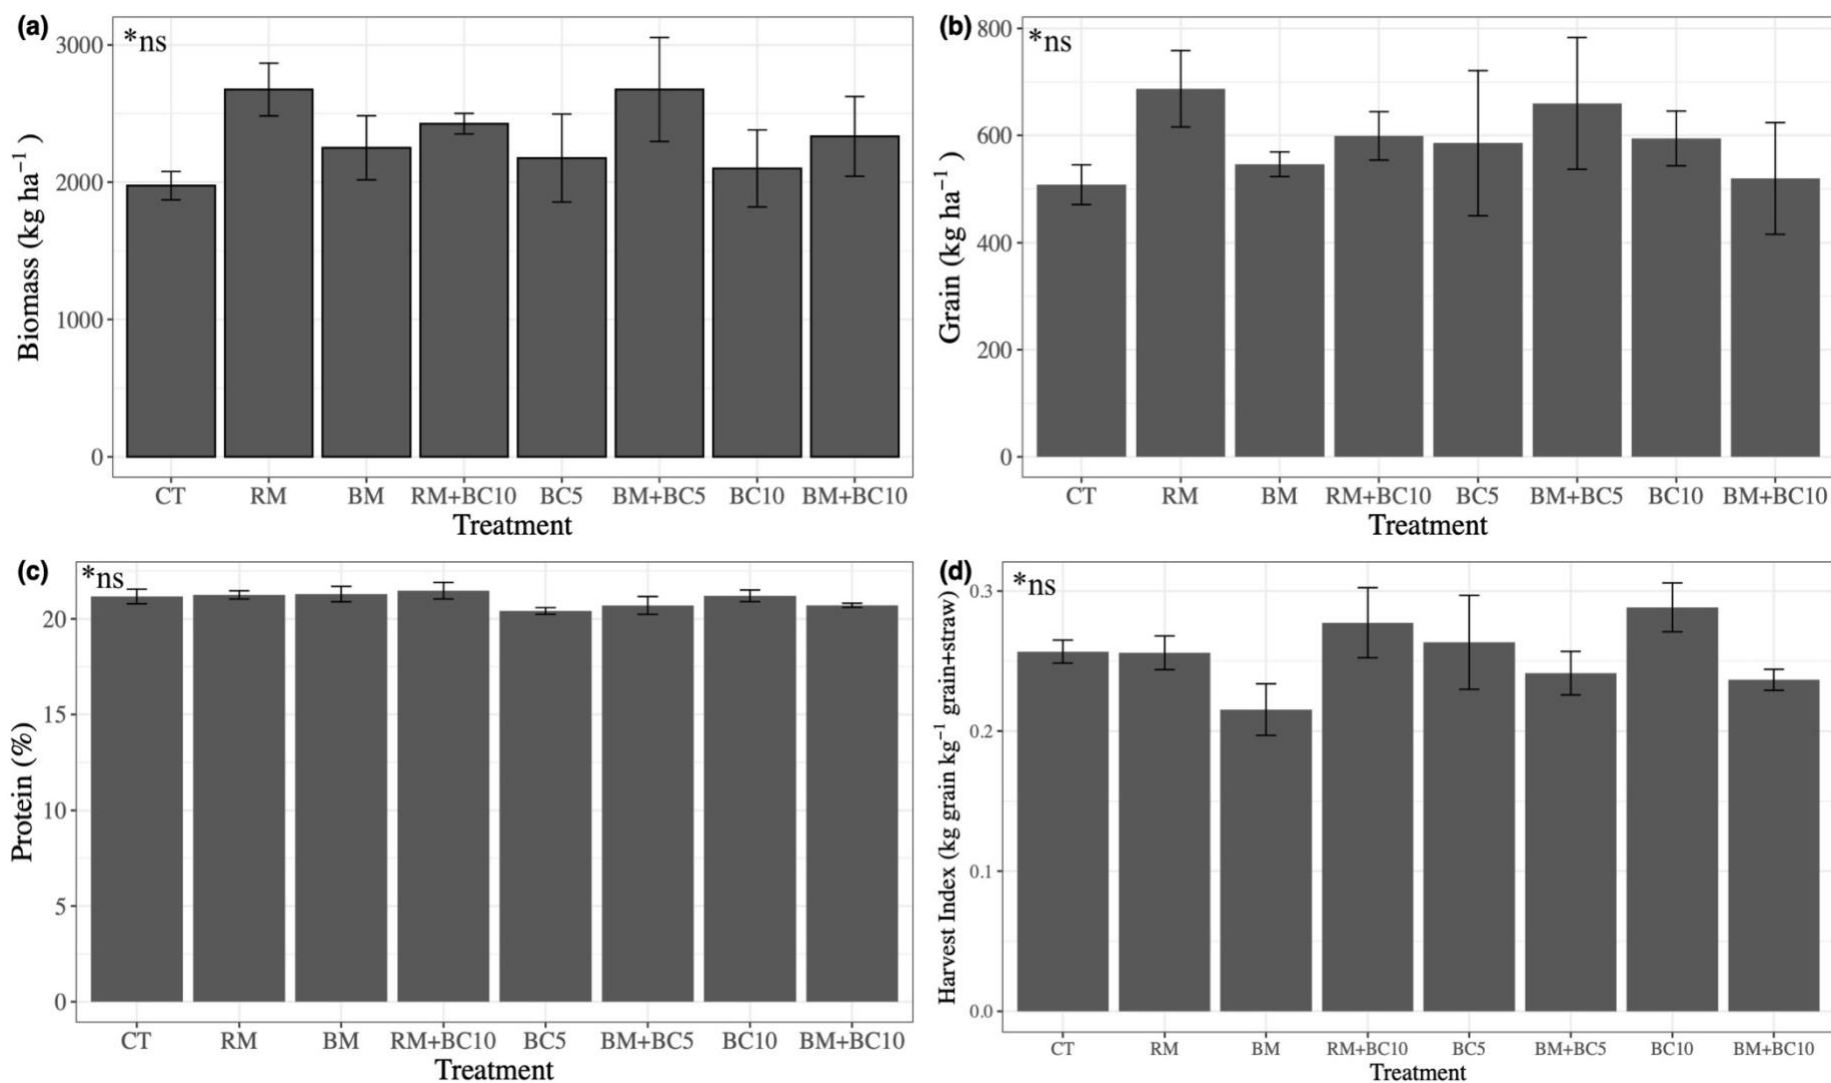 (a)
*ns
3000
2000
1000
0
Biomass (kg ha⁻¹ )
CT RM BM RM+BC10 BC5 BM+BC5 BC10 BM+BC10
Treatment
(b)
*ns
800
600
400
200
0
Grain (kg ha⁻¹ )
CT RM BM RM+BC10 BC5 BM+BC5 BC10 BM+BC10
Treatment
(c)
*ns
20
15
10
5
0
Protein (%)
CT RM BM RM+BC10 BC5 BM+BC5 BC10 BM+BC10
Treatment
(d)
*ns
0.3
0.2
0.1
0.0
Harvest Index (kg grain kg⁻¹ grain+straw)
CT RM BM RM+BC10 BC5 BM+BC5 BC10 BM+BC10
Treatment